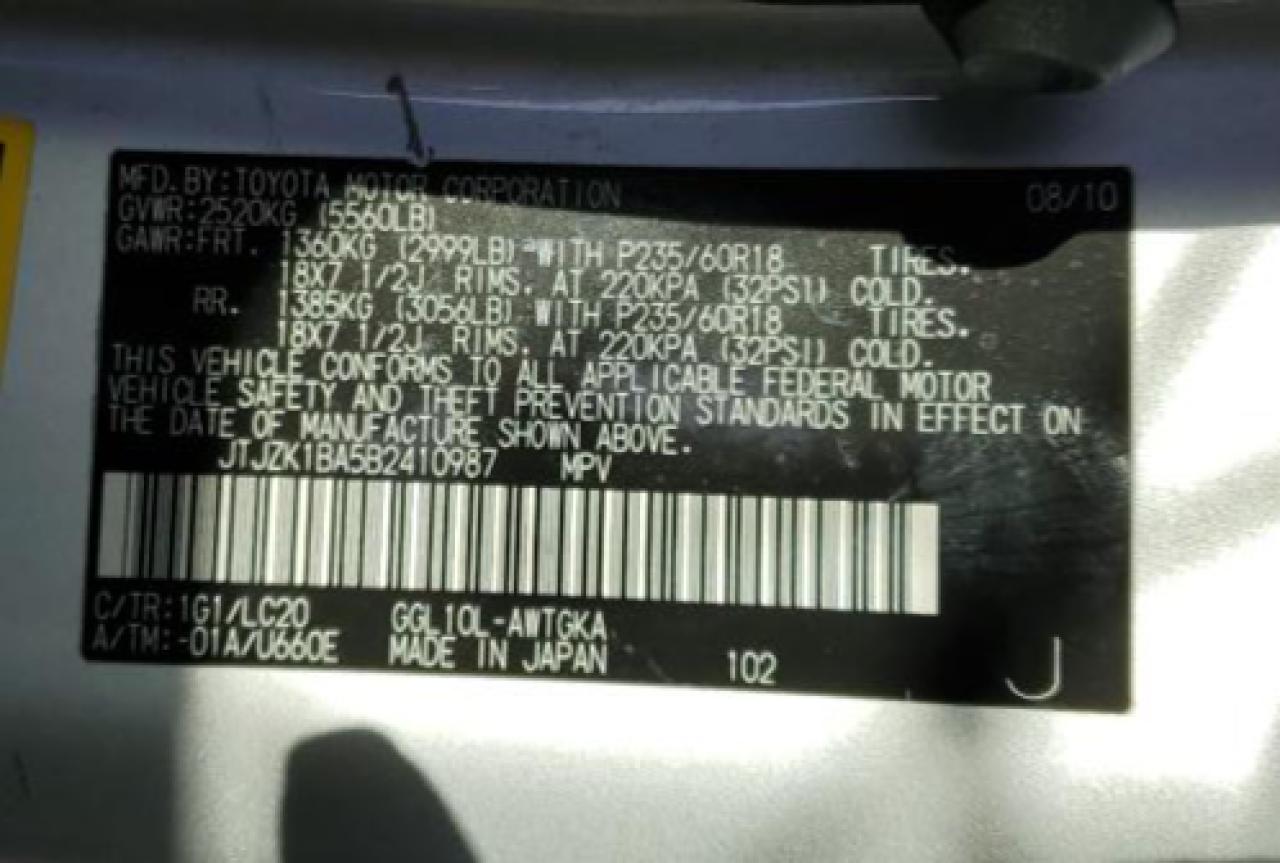 MFD.BY:TOYOTA MOTOR CORPORATION 08/10
GVWR:2520KG (5560LB)
GAWR:FRT. 1360KG (2999LB) WITH P235/60R18 TIRES.
18X7 1/2J RIMS. AT 220KPA (32PSI) COLD.
RR. 1385KG (3056LB) WITH P235/60R18 TIRES.
18X7 1/2J RIMS. AT 220KPA (32PSI) COLD.
THIS VEHICLE CONFORMS TO ALL APPLICABLE FEDERAL MOTOR
VEHICLE SAFETY AND THEFT PREVENTION STANDARDS IN EFFECT ON
THE DATE OF MANUFACTURE SHOWN ABOVE.
JTJZK1BA5B2410987 MPV
C/TR:1G1/LC20 GGL10L-AWTGKA
A/TM:-01A/U660E MADE IN JAPAN 102 J